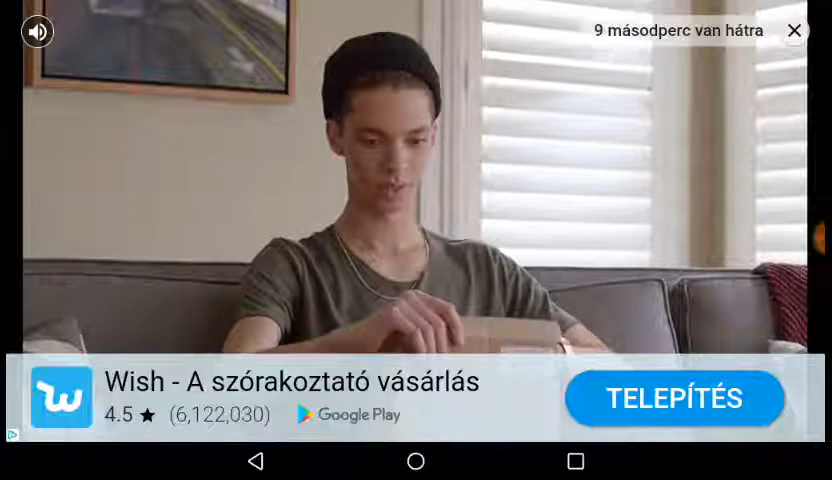 9 másodperc van hátra
Wish - A szórakoztató vásárlás
4.5 ★ (6,122,030) Google Play
TELEPÍTÉS